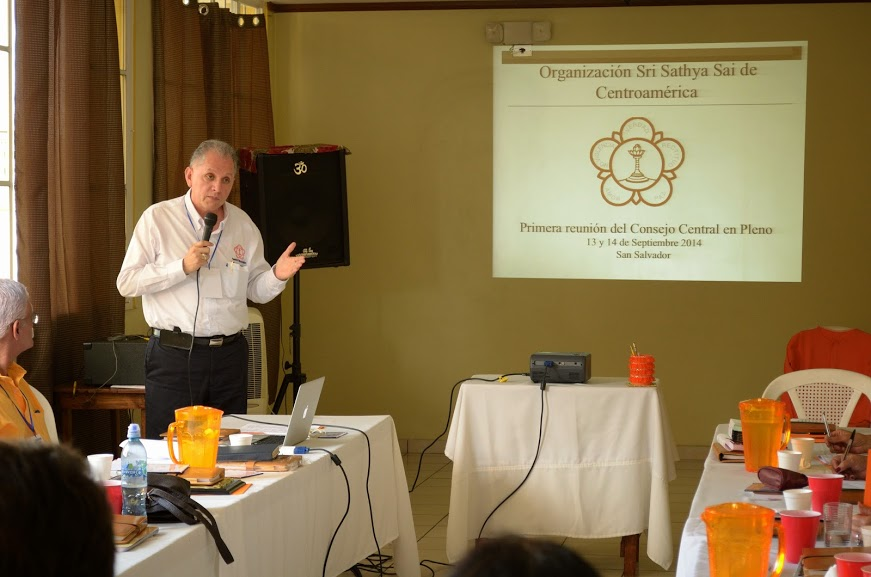 Organización Sri Sathya Sai de
Centroamérica
Primera reunión del Consejo Central en Pleno
13 y 14 de Septiembre 2014
San Salvador
ॐ